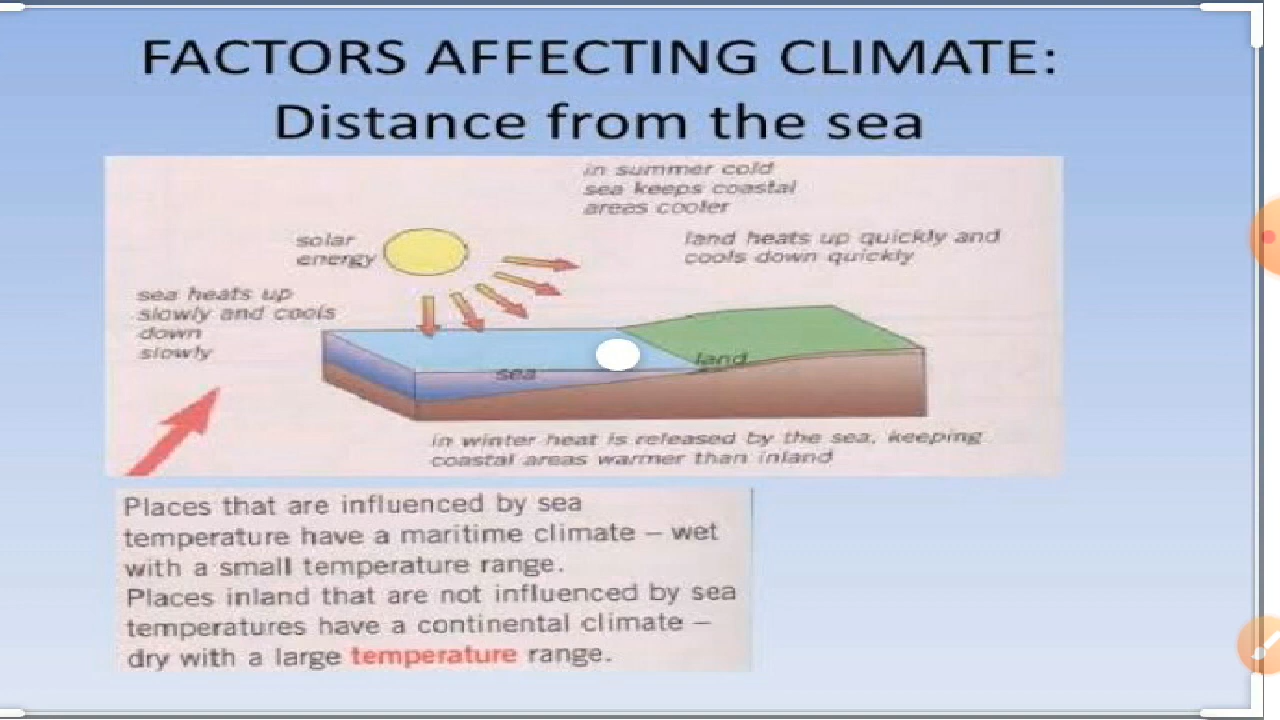 FACTORS AFFECTING CLIMATE:
Distance from the sea
in summer cold
sea keeps coastal
areas cooler
solar
energy
land heats up quickly and
cools down quickly
sea heats up
slowly and cools
down
slowly
land
sea
in winter heat is released by the sea, keeping
coastal areas warmer than inland
Places that are influenced by sea
temperature have a maritime climate – wet
with a small temperature range.
Places inland that are not influenced by sea
temperatures have a continental climate –
dry with a large temperature range.